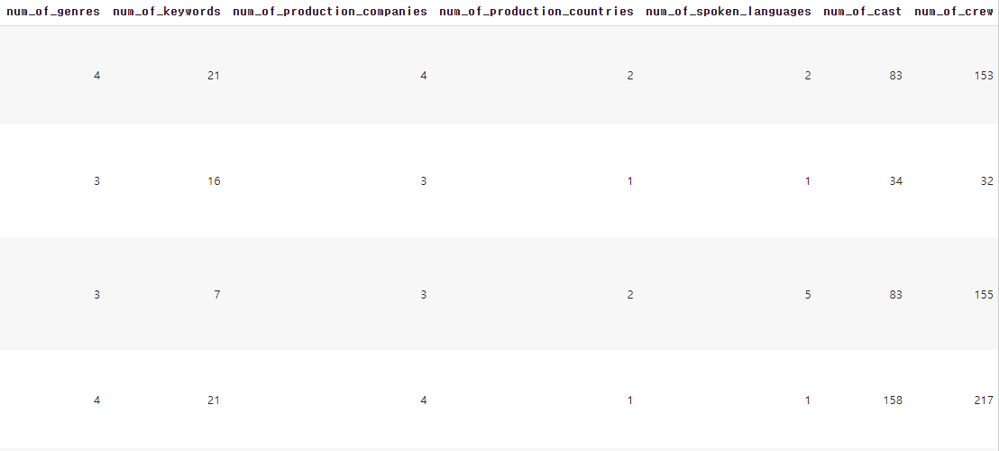 num_of_genres num_of_keywords num_of_production_companies num_of_production_countries num_of_spoken_languages num_of_cast num_of_crew
4 21 4 2 2 83 153
3 16 3 1 1 34 32
3 7 3 2 5 83 155
4 21 4 1 1 158 217